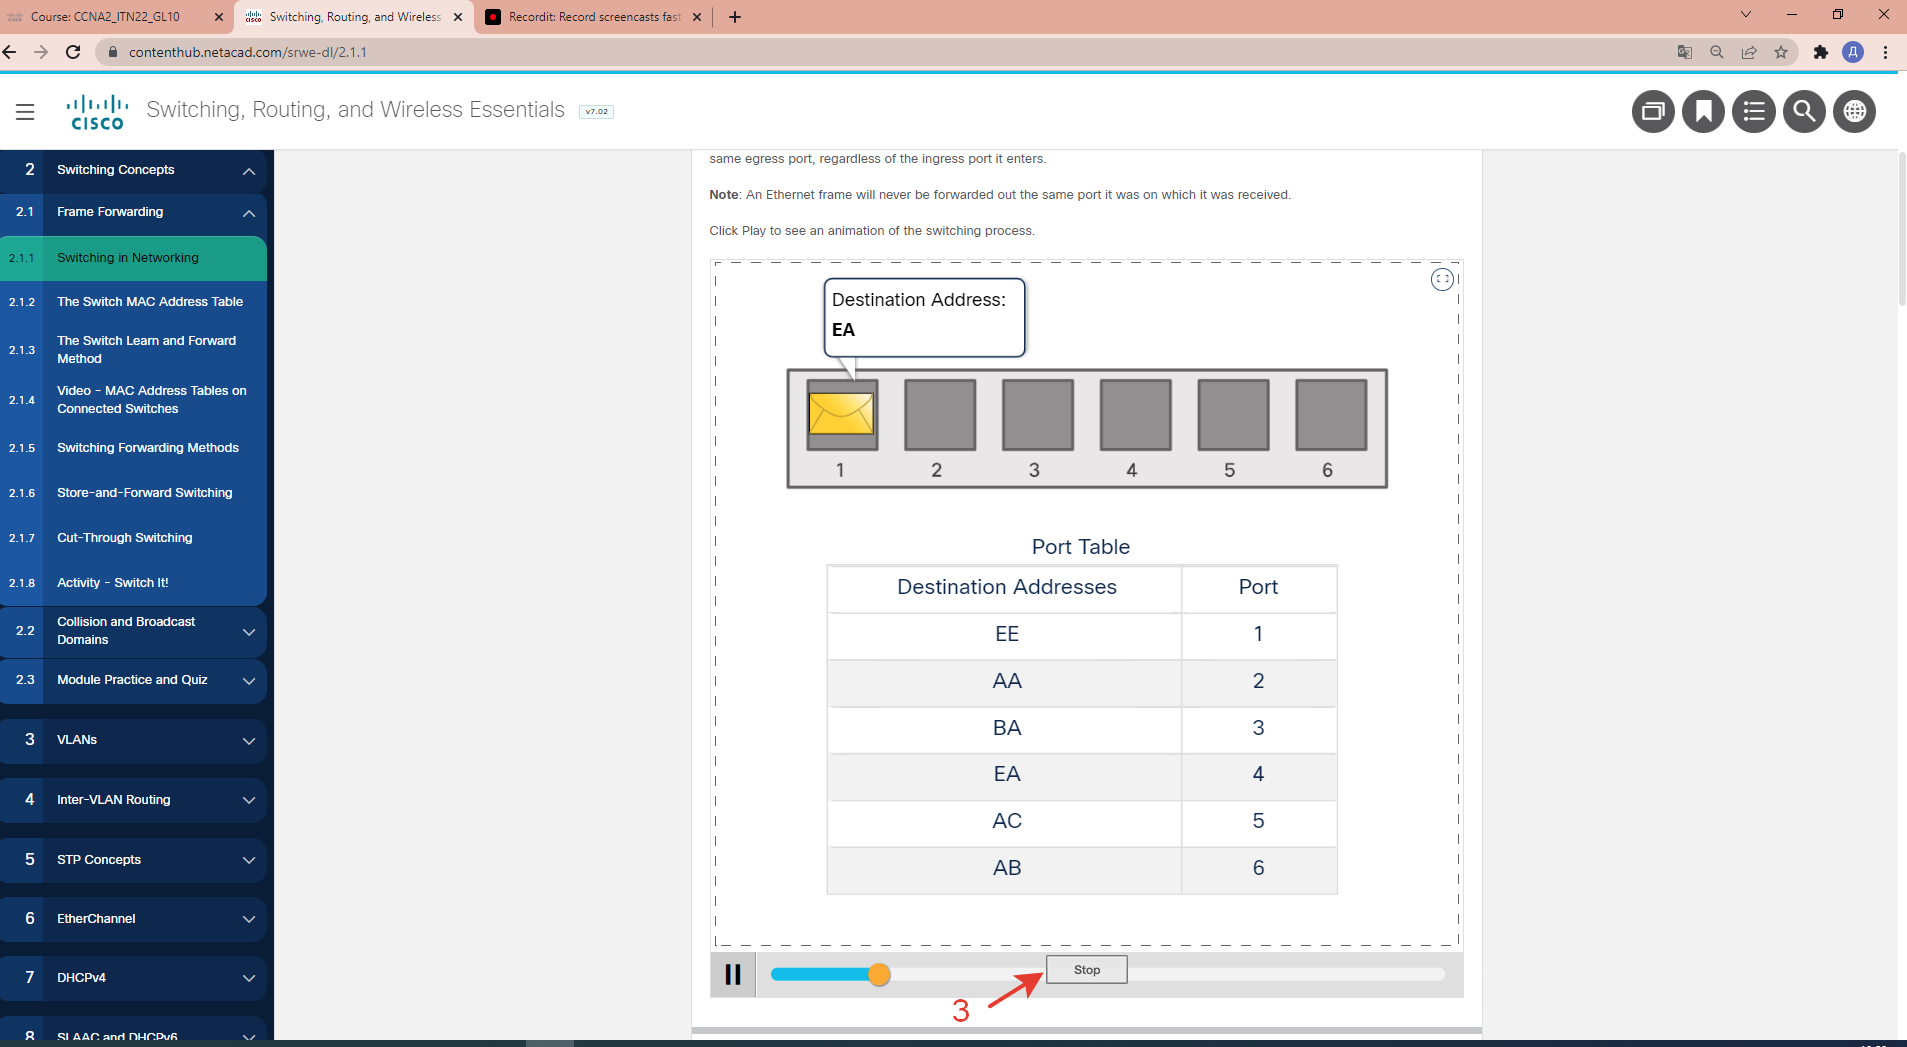 Course: CCNA2_ITN22_GL10
Switching, Routing, and Wireless
Recordit: Record screencasts fast
contenthub.netacad.com/srwe-dl/2.1.1
Д
CISCO
Switching, Routing, and Wireless Essentials
v7.02
2 Switching Concepts
2.1 Frame Forwarding
2.1.1 Switching in Networking
2.1.2 The Switch MAC Address Table
2.1.3 The Switch Learn and Forward
Method
2.1.4 Video - MAC Address Tables on
Connected Switches
2.1.5 Switching Forwarding Methods
2.1.6 Store-and-Forward Switching
2.1.7 Cut-Through Switching
2.1.8 Activity - Switch It!
2.2 Collision and Broadcast
Domains
2.3 Module Practice and Quiz
3 VLANs
4 Inter-VLAN Routing
5 STP Concepts
6 EtherChannel
7 DHCPv4
8 SLAAC and DHCPv6
same egress port, regardless of the ingress port it enters.
Note: An Ethernet frame will never be forwarded out the same port it was on which it was received.
Click Play to see an animation of the switching process.
Destination Address:
EA
1 2 3 4 5 6
Port Table
Destination Addresses Port
EE 1
AA 2
BA 3
EA 4
AC 5
AB 6
Stop
3